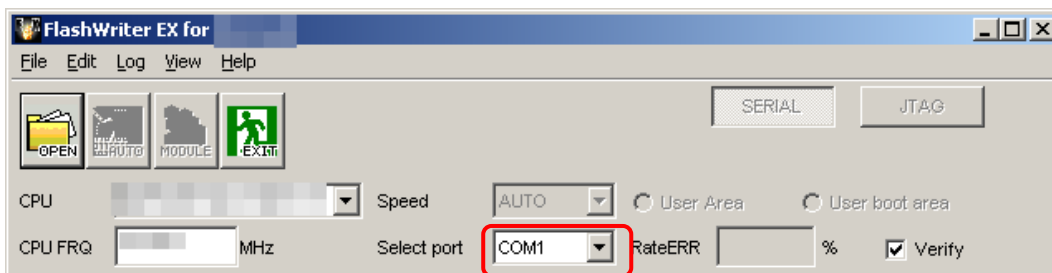 FlashWriter EX for
File Edit Log View Help
OPEN AUTO MODULE EXIT SERIAL JTAG
CPU Speed AUTO User Area User boot area
CPU FRQ MHz Select port COM1 RateERR % Verify